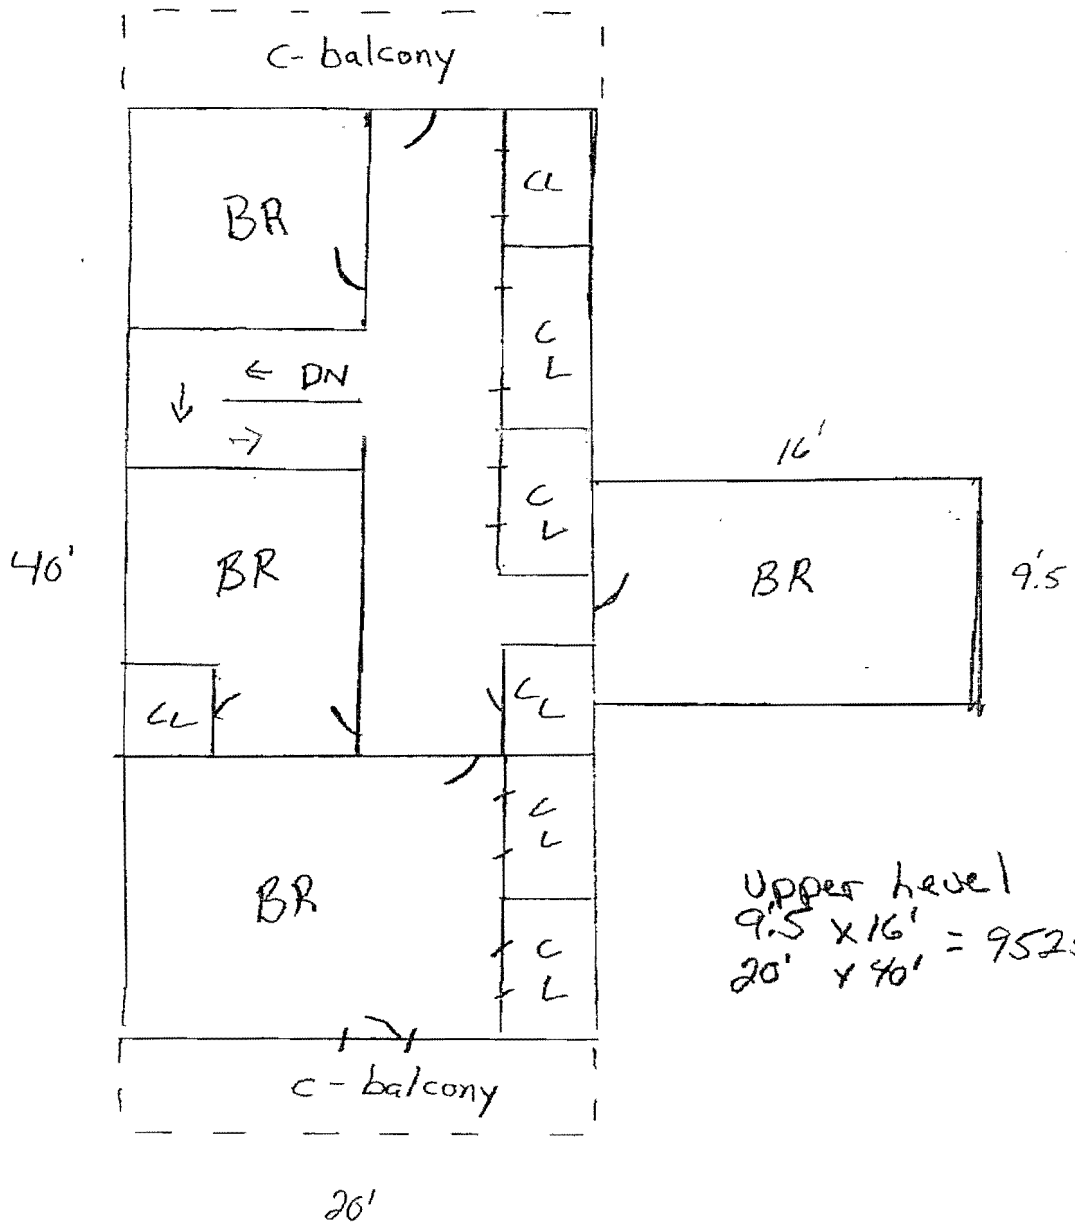 C- balcony
BR
CL
C
L
← DN
C
L
16'
40'
BR
BR
9'.5
CL
C
L
C
L
BR
C
L
Upper Level
9'.5 x 16'
20' x 40' = 952
C - balcony
20'